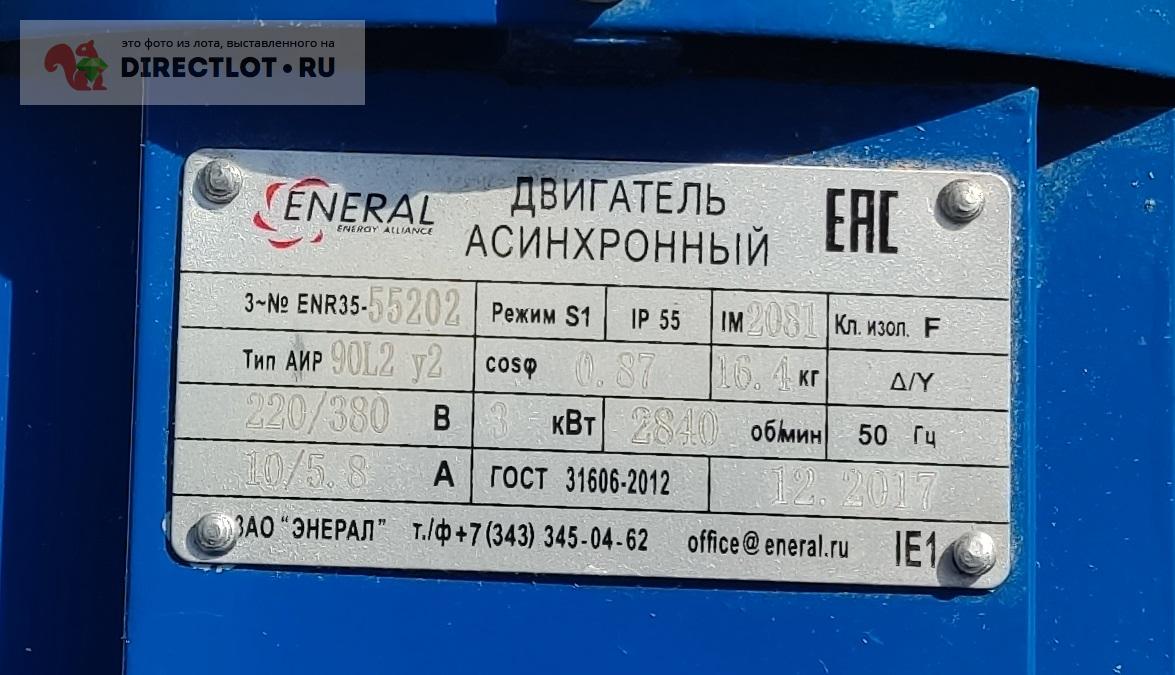 это фото из лота, выставленного на
DIRECTLOT.RU
ENERAL
ENERGY ALLIANCE
ДВИГАТЕЛЬ
АСИНХРОННЫЙ
EAC
3~№ ENR35-55202 Режим S1 IP 55 IM 2081 Кл. изол. F
Тип АИР 90L2 у2 cosφ 0.87 16.4 кг Δ/Y
220/380 В 3 кВт 2840 об/мин 50 Гц
10/5.8 А ГОСТ 31606-2012 12.2017
ЗАО "ЭНЕРАЛ" т./ф+7 (343) 345-04-62 office@eneral.ru IE1